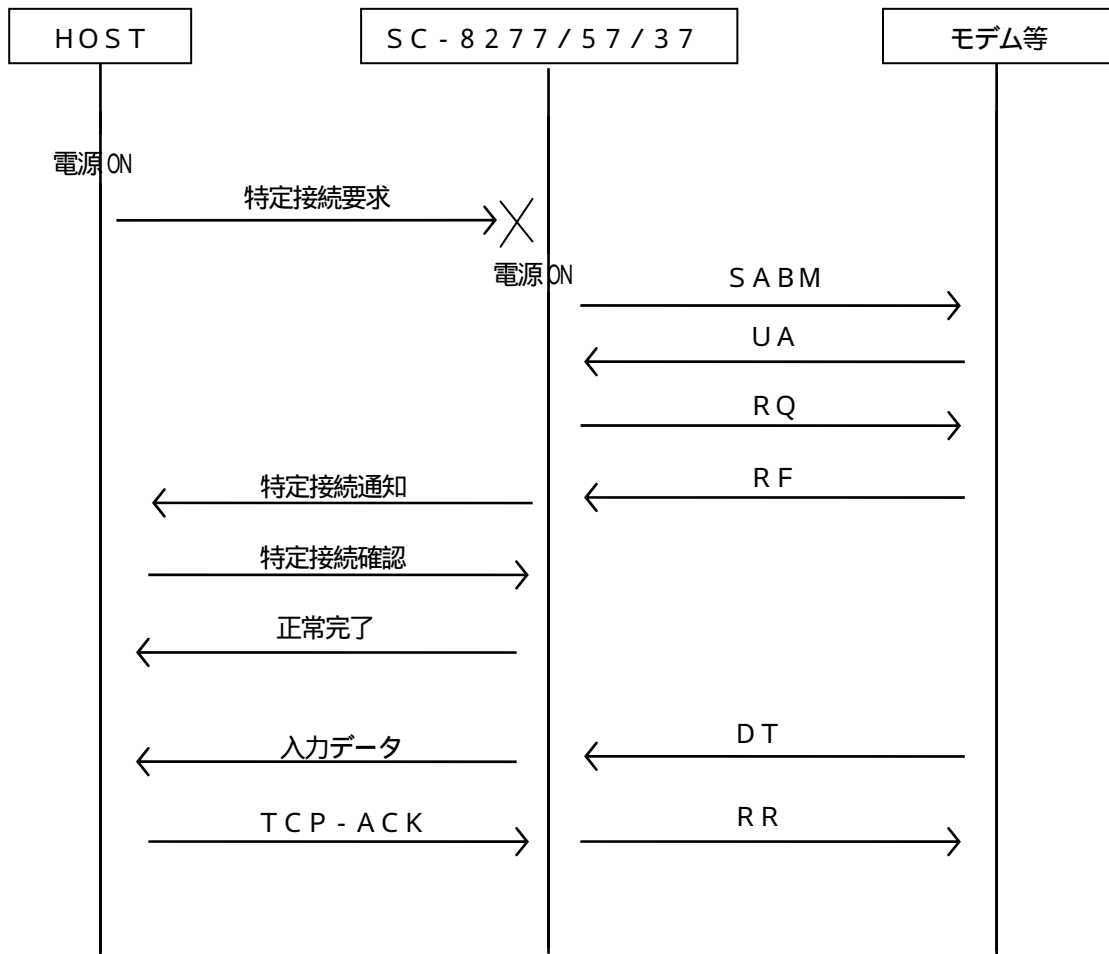 HOST
SC-8277/57/37
モデム等
電源ON
特定接続要求
電源ON
SABM
UA
RQ
RF
特定接続通知
特定接続確認
正常完了
DT
入力データ
TCP-ACK
RR